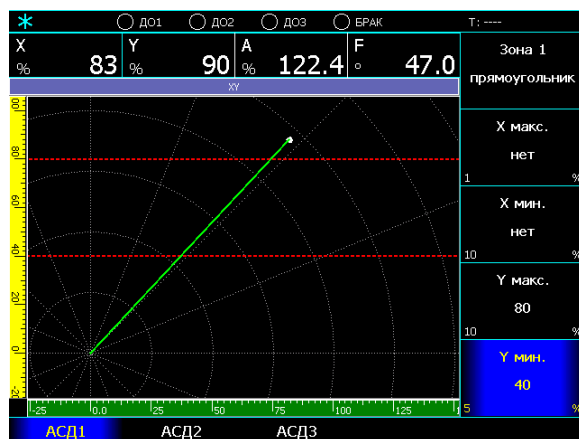 ДО1 ДО2 ДО3 БРАК T: ----
X % 83 Y % 90 A % 122.4 F ° 47.0
XY
Зона 1
прямоугольник
X макс.
нет
1 %
X мин.
нет
10 %
Y макс.
80
10 %
Y мин.
40
5 %
80
60
40
20
0
-20
-25 0.0 25 50 75 100 125
АСД1 АСД2 АСД3